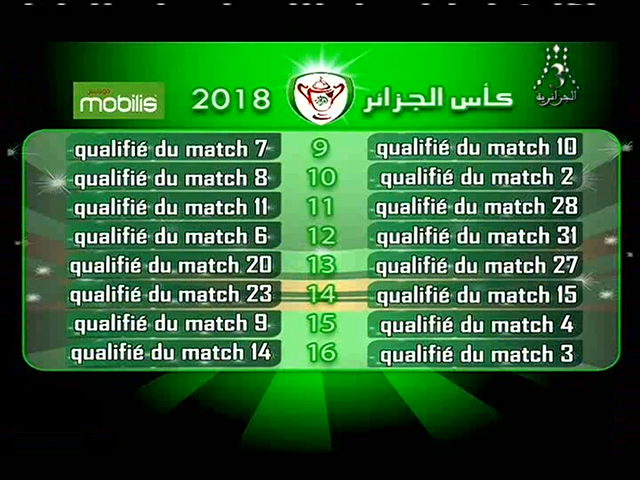 موبيليس
mobilis
2018 كأس الجزائر
الجزائرية
qualifié du match 7 9 qualifié du match 10
qualifié du match 8 10 qualifié du match 2
qualifié du match 11 11 qualifié du match 28
qualifié du match 6 12 qualifié du match 31
qualifié du match 20 13 qualifié du match 27
qualifié du match 23 14 qualifié du match 15
qualifié du match 9 15 qualifié du match 4
qualifié du match 14 16 qualifié du match 3